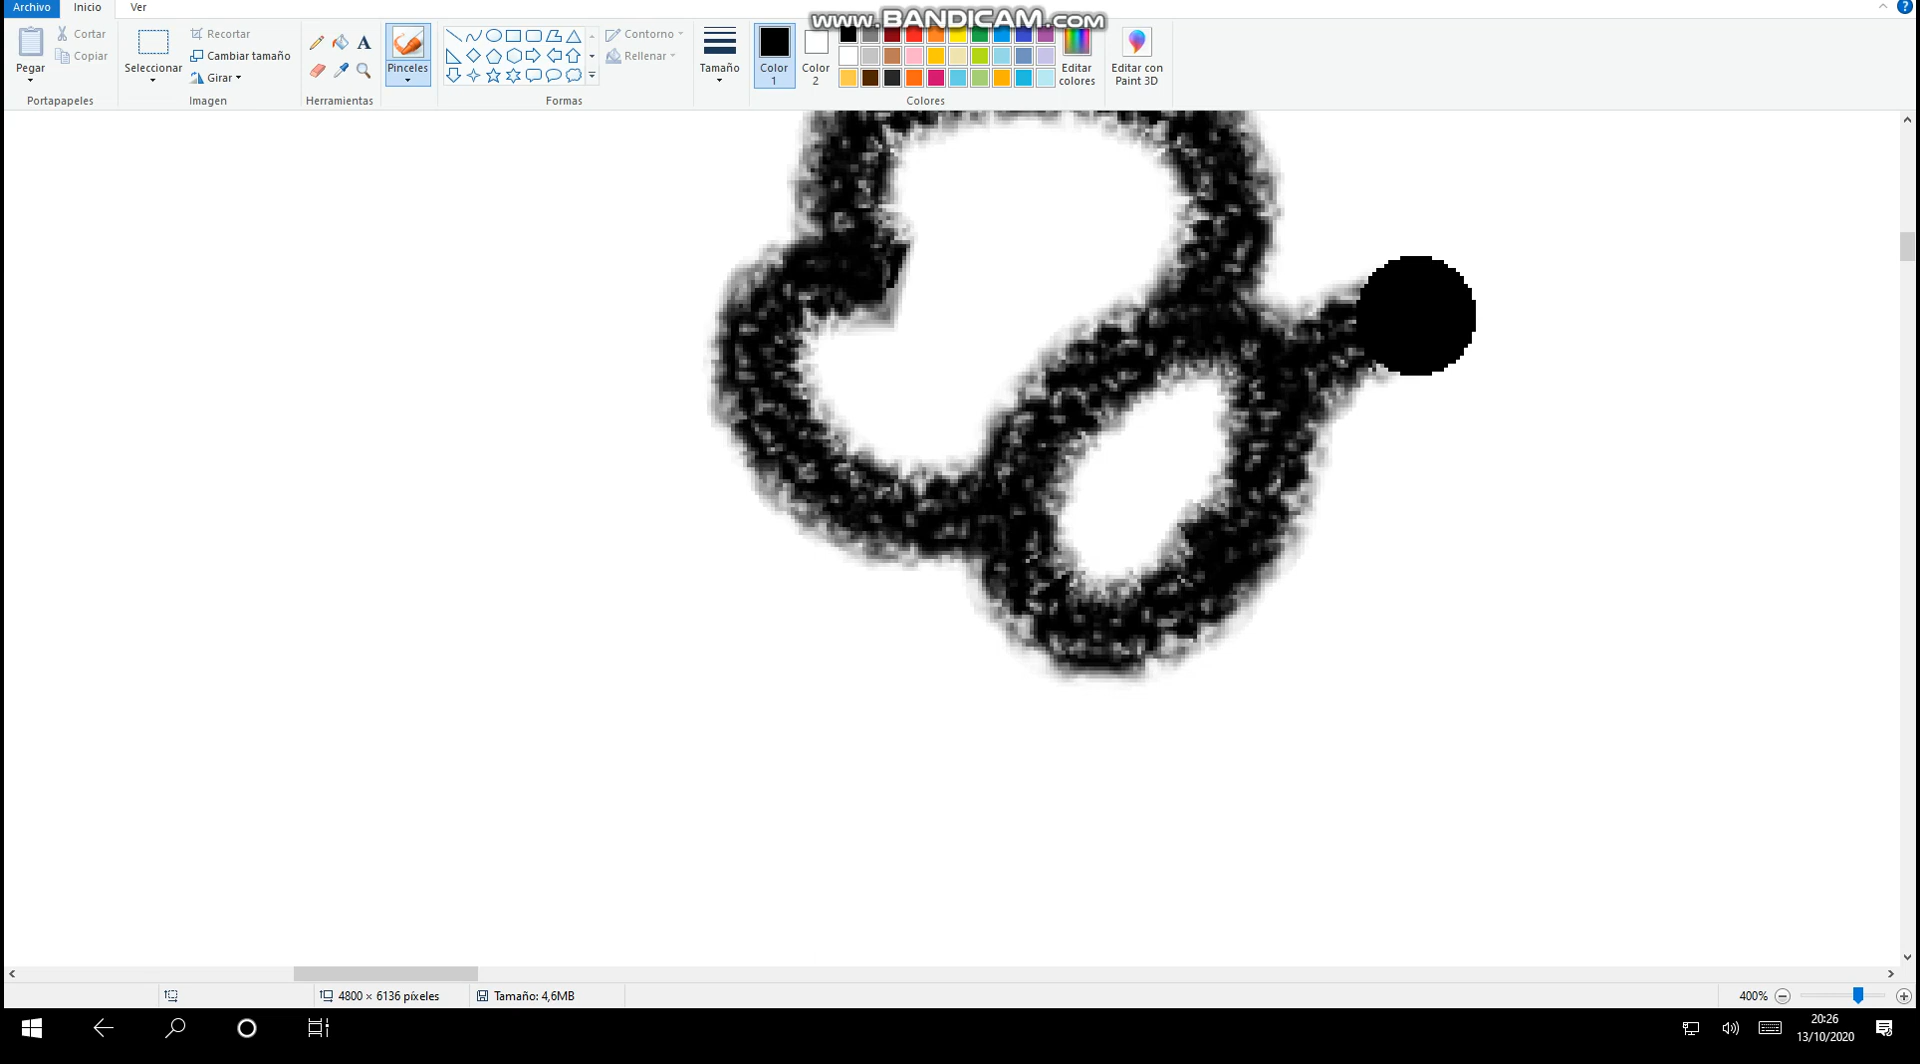 Archivo Inicio Ver
www.BANDICAM.com
Pegar
Cortar
Copiar
Portapapeles
Seleccionar
Recortar
Cambiar tamaño
Girar
Imagen
A
Herramientas
Pinceles
Contorno
Rellenar
Formas
Tamaño
Color
1
Color
2
Editar
colores
Colores
Editar con
Paint 3D
?
4800 × 6136 píxeles
Tamaño: 4,6MB
400%
20:26
13/10/2020